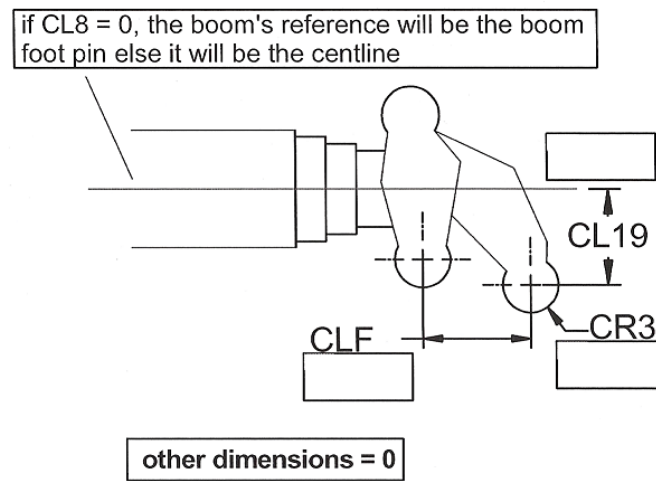 if CL8 = 0, the boom's reference will be the boom
foot pin else it will be the centline
CL19
CR3
CLF
other dimensions = 0